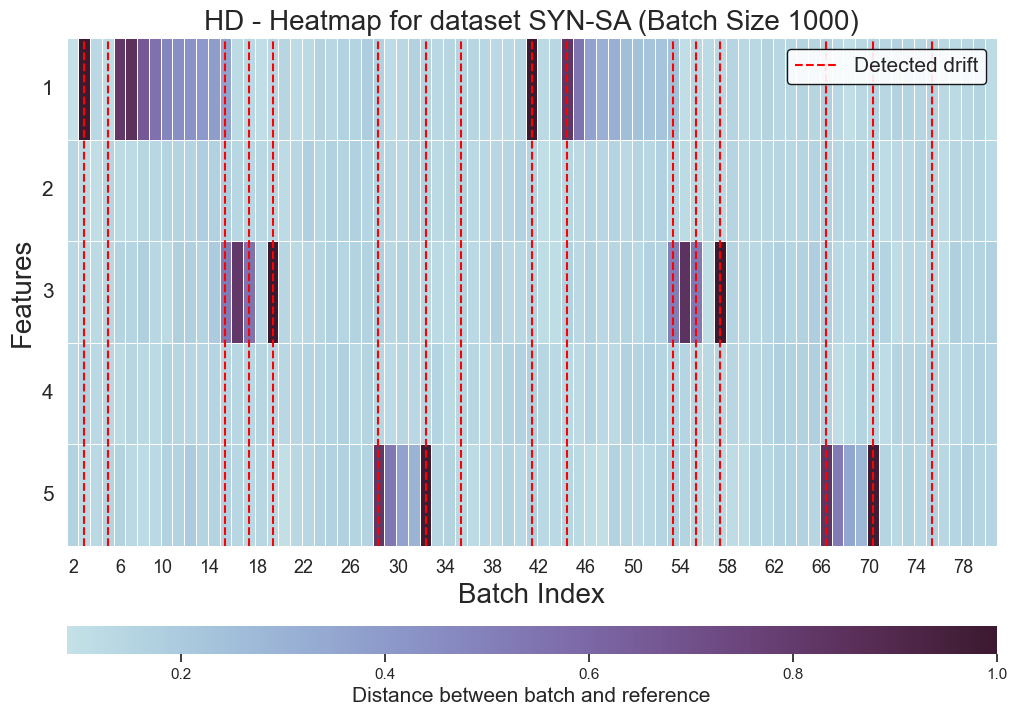 HD - Heatmap for dataset SYN-SA (Batch Size 1000)
Detected drift
Features
1
2
3
4
5
2 6 10 14 18 22 26 30 34 38 42 46 50 54 58 62 66 70 74 78
Batch Index
0.2 0.4 0.6 0.8 1.0
Distance between batch and reference